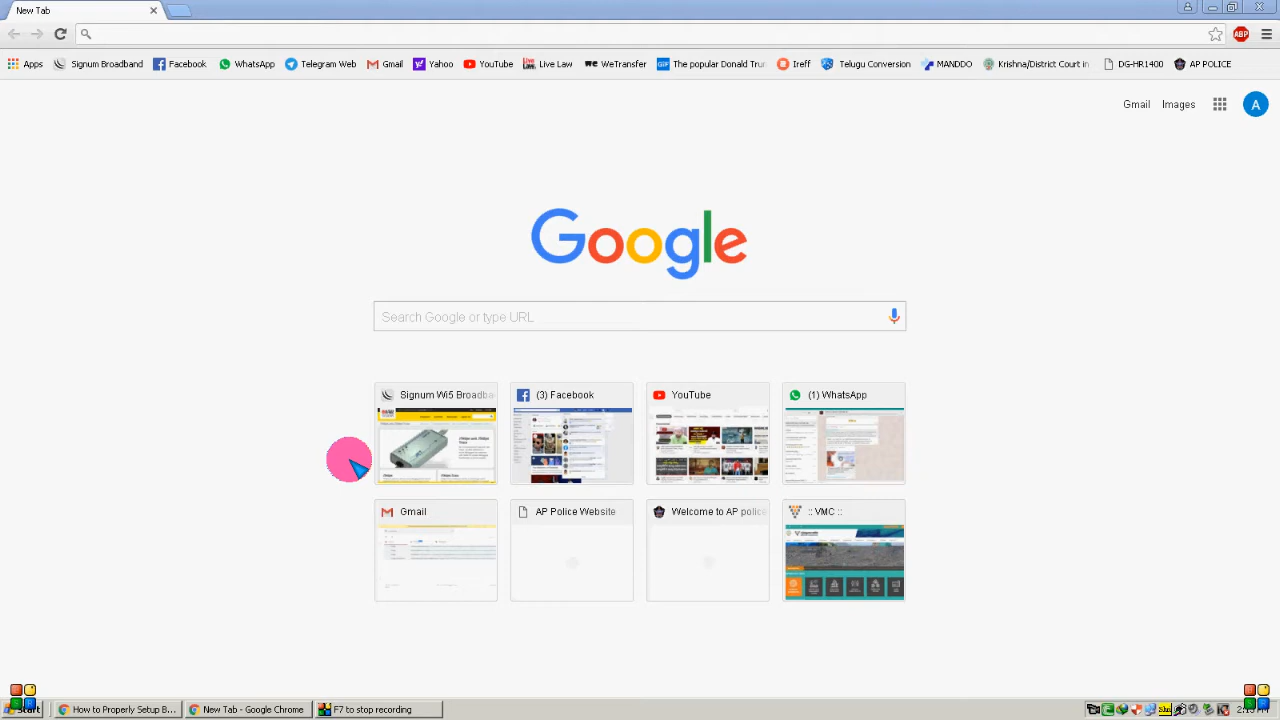 New Tab
ABP
Apps
Signum Broadband
Facebook
WhatsApp
Telegram Web
Gmail
Yahoo
YouTube
Live Law
WeTransfer
GIF
The popular Donald Trum
Ireff
Telugu Conversion
MANDDO
Krishna/District Court in
DG-HR1400
AP POLICE
Gmail
Images
A
Google
Search Google or type URL
Signum Wi5 Broadba
(3) Facebook
YouTube
(1) WhatsApp
Gmail
AP Police Website
Welcome to AP police
:: VMC ::
Start
How to Properly Setup B...
New Tab - Google Chrome
F7 to stop recording